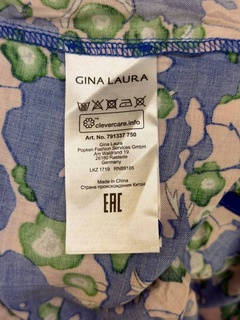 GINA LAURA
clevercare.info
Art. No. 791337 750
Gina Laura
Popken Fashion Services GmbH
Am Waldrand 19
26180 Rastede
Germany
LKZ 1719
Made in China
Страна происхождения Китай
EAC